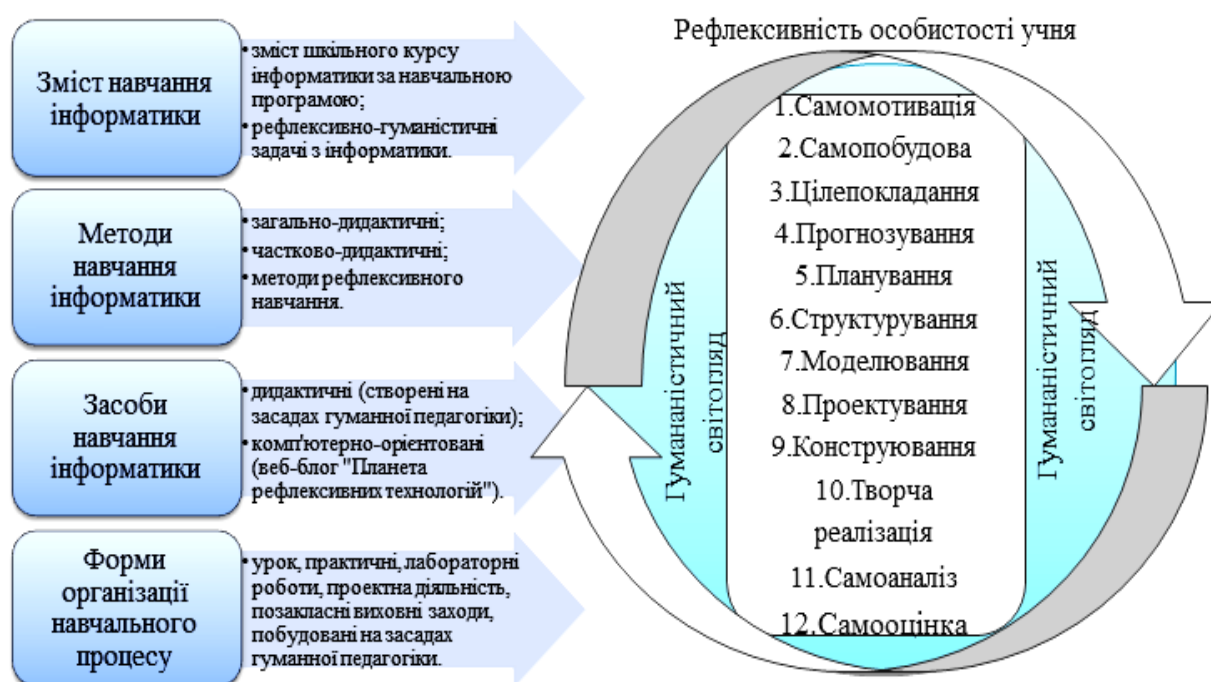 Зміст навчання
інформатики
• зміст шкільного курсу
інформатики за навчальною
програмою;
• рефлексивно-гуманістичні
задачі з інформатики.
Методи
навчання
інформатики
• загально-дидактичні;
• частково-дидактичні;
• методи рефлексивного
навчання.
Засоби
навчання
інформатики
• дидактичні (створені на
засадах гуманної педагогіки);
• комп'ютерно-орієнтовані
(веб-блог "Планета
рефлексивних технологій").
Форми
організації
навчального
процесу
• урок, практичні, лабораторні
роботи, проектна діяльність,
позакласні виховні заходи,
побудовані на засадах
гуманної педагогіки.
Рефлексивність особистості учня
Гумананістичний
світогляд
1.Самомотивація
2.Самопобудова
3.Цілепокладання
4.Прогнозування
5.Планування
6.Структурування
7.Моделювання
8.Проектування
9.Конструювання
10.Творча
реалізація
11.Самоаналіз
12.Самооцінка
Гумананістичний
світогляд